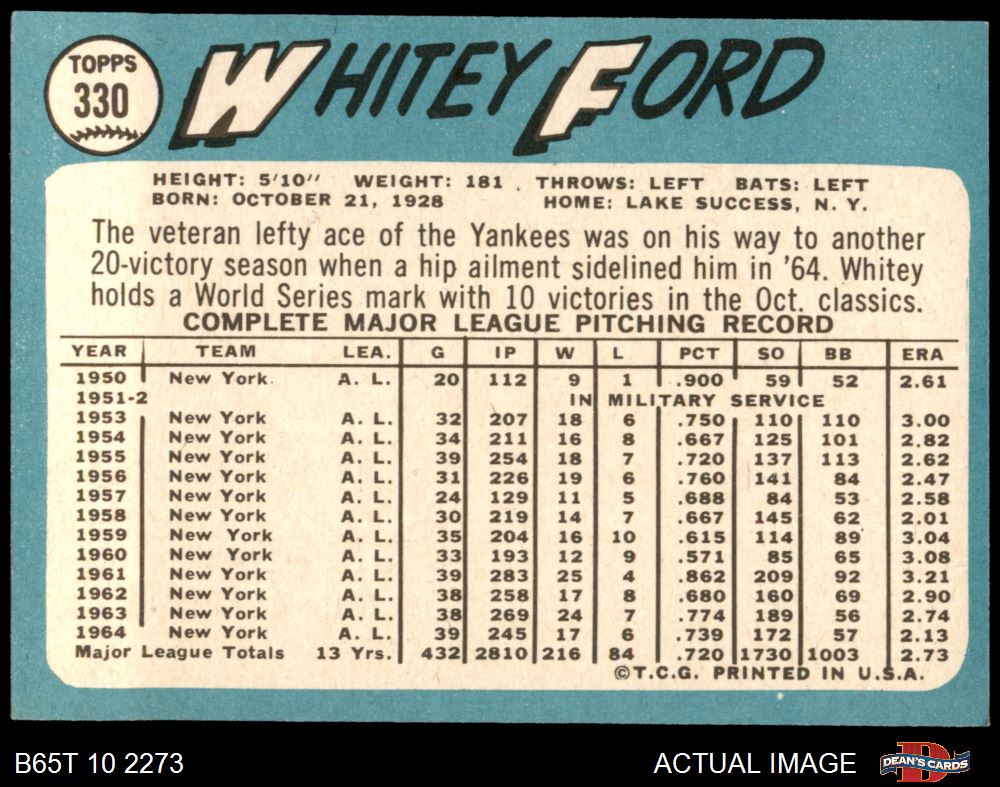 TOPPS
330
WHITEY FORD
HEIGHT: 5'10" WEIGHT: 181 THROWS: LEFT BATS: LEFT
BORN: OCTOBER 21, 1928 HOME: LAKE SUCCESS, N. Y.
The veteran lefty ace of the Yankees was on his way to another
20-victory season when a hip ailment sidelined him in '64. Whitey
holds a World Series mark with 10 victories in the Oct. classics.
COMPLETE MAJOR LEAGUE PITCHING RECORD
YEAR TEAM LEA. G IP W L PCT SO BB ERA
1950 New York A. L. 20 112 9 1 .900 59 52 2.61
1951-2 IN MILITARY SERVICE
1953 New York A. L. 32 207 18 6 .750 110 110 3.00
1954 New York A. L. 34 211 16 8 .667 125 101 2.82
1955 New York A. L. 39 254 18 7 .720 137 113 2.62
1956 New York A. L. 31 226 19 6 .760 141 84 2.47
1957 New York A. L. 24 129 11 5 .688 84 53 2.58
1958 New York A. L. 30 219 14 7 .667 145 62 2.01
1959 New York A. L. 35 204 16 10 .615 114 89 3.04
1960 New York A. L. 33 193 12 9 .571 85 65 3.08
1961 New York A. L. 39 283 25 4 .862 209 92 3.21
1962 New York A. L. 38 258 17 8 .680 160 69 2.90
1963 New York A. L. 38 269 24 7 .774 189 56 2.74
1964 New York A. L. 39 245 17 6 .739 172 57 2.13
Major League Totals 13 Yrs. 432 2810 216 84 .720 1730 1003 2.73
©T.C.G. PRINTED IN U.S.A.
B65T 10 2273 ACTUAL IMAGE
DEAN'S CARDS